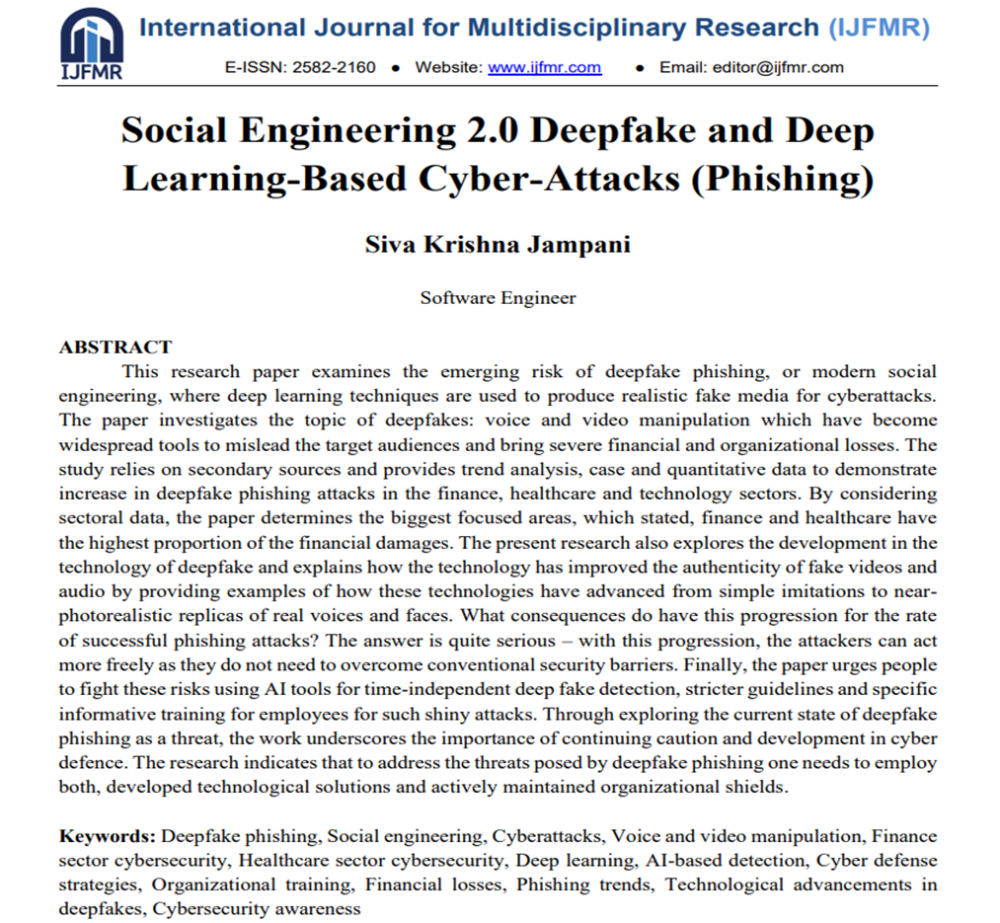 IJFMR
International Journal for Multidisciplinary Research (IJFMR)
E-ISSN: 2582-2160 ● Website: www.ijfmr.com ● Email: editor@ijfmr.com
Social Engineering 2.0 Deepfake and Deep
Learning-Based Cyber-Attacks (Phishing)
Siva Krishna Jampani
Software Engineer
ABSTRACT
This research paper examines the emerging risk of deepfake phishing, or modern social
engineering, where deep learning techniques are used to produce realistic fake media for cyberattacks.
The paper investigates the topic of deepfakes: voice and video manipulation which have become
widespread tools to mislead the target audiences and bring severe financial and organizational losses. The
study relies on secondary sources and provides trend analysis, case and quantitative data to demonstrate
increase in deepfake phishing attacks in the finance, healthcare and technology sectors. By considering
sectoral data, the paper determines the biggest focused areas, which stated, finance and healthcare have
the highest proportion of the financial damages. The present research also explores the development in the
technology of deepfake and explains how the technology has improved the authenticity of fake videos and
audio by providing examples of how these technologies have advanced from simple imitations to near-
photorealistic replicas of real voices and faces. What consequences do have this progression for the rate
of successful phishing attacks? The answer is quite serious – with this progression, the attackers can act
more freely as they do not need to overcome conventional security barriers. Finally, the paper urges people
to fight these risks using AI tools for time-independent deep fake detection, stricter guidelines and specific
informative training for employees for such shiny attacks. Through exploring the current state of deepfake
phishing as a threat, the work underscores the importance of continuing caution and development in cyber
defence. The research indicates that to address the threats posed by deepfake phishing one needs to employ
both, developed technological solutions and actively maintained organizational shields.
Keywords: Deepfake phishing, Social engineering, Cyberattacks, Voice and video manipulation, Finance
sector cybersecurity, Healthcare sector cybersecurity, Deep learning, AI-based detection, Cyber defense
strategies, Organizational training, Financial losses, Phishing trends, Technological advancements in
deepfakes, Cybersecurity awareness